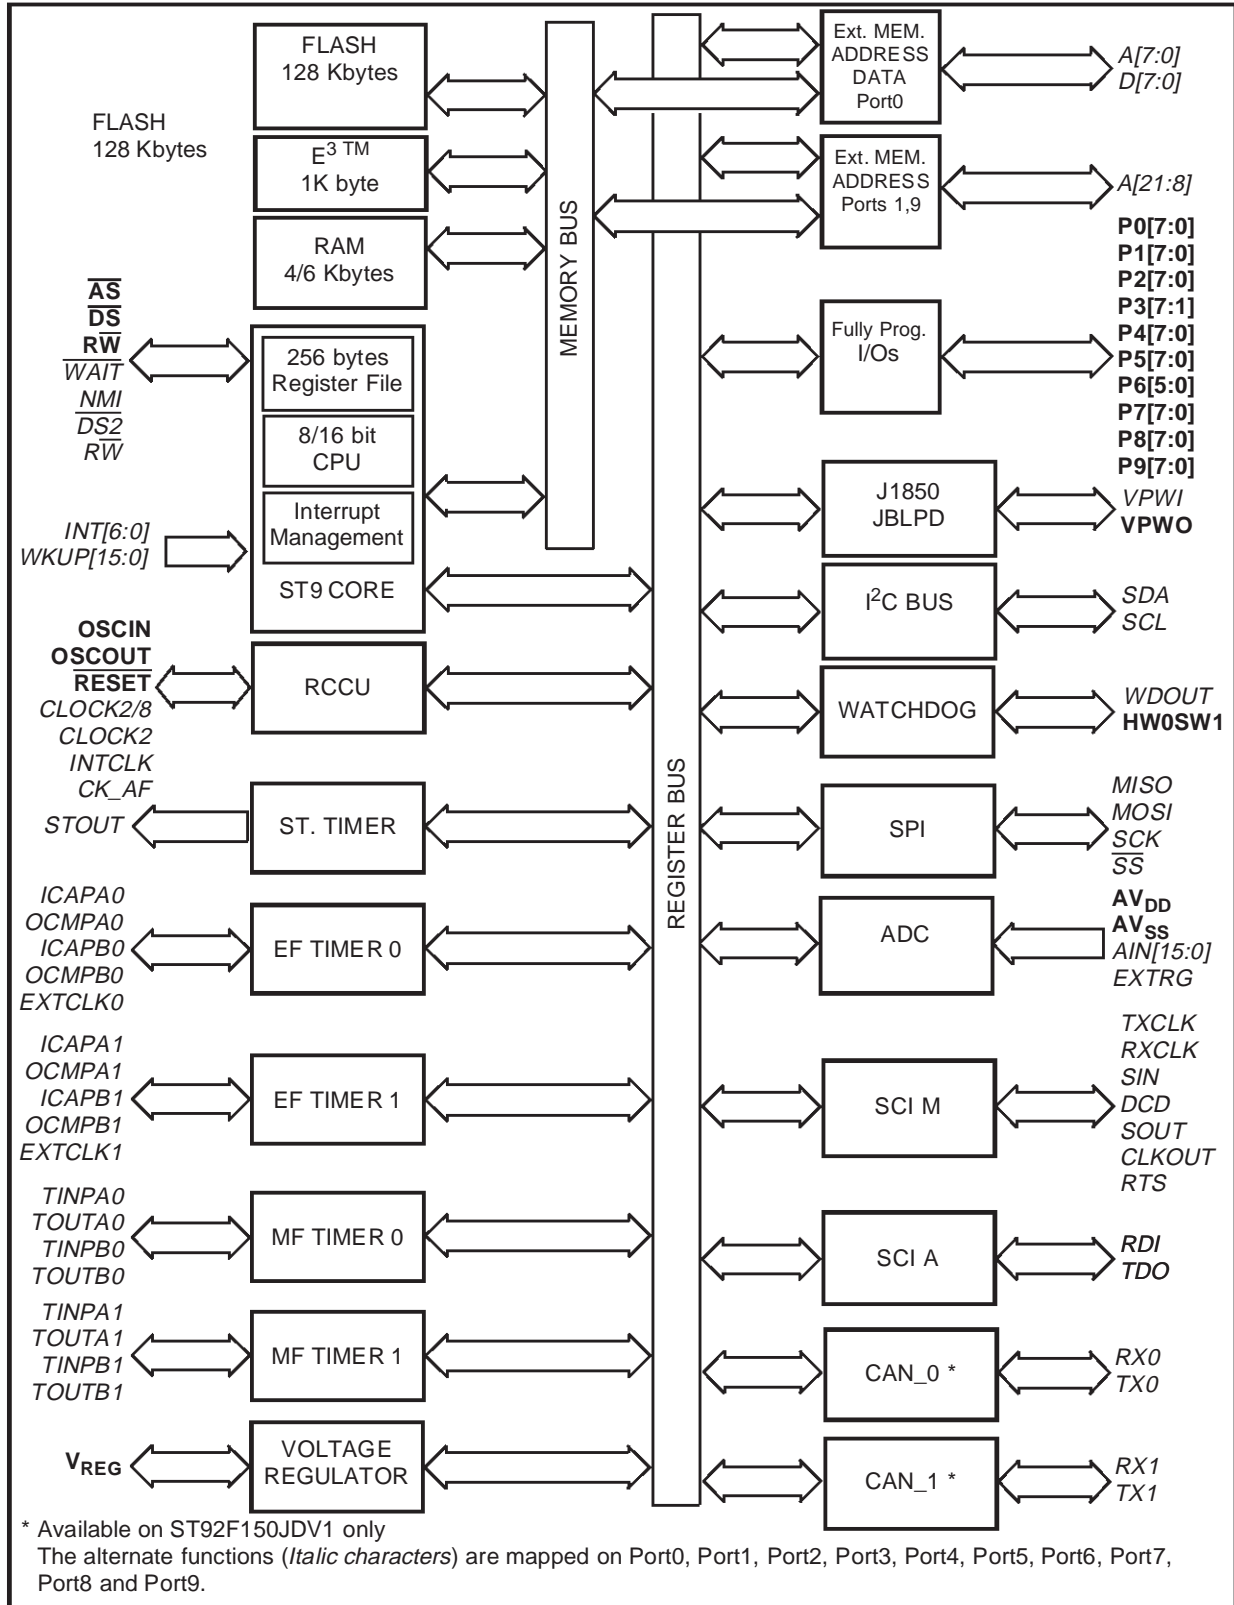 FLASH
128 Kbytes
FLASH
128 Kbytes
E3 TM
1K byte
RAM
4/6 Kbytes
AS
DS
RW
WAIT
NMI
DS2
RW
256 bytes
Register File
8/16 bit
CPU
Interrupt
Management
ST9 CORE
INT[6:0]
WKUP[15:0]
OSCIN
OSCOUT
RESET
CLOCK2/8
CLOCK2
INTCLK
CK_AF
RCCU
STOUT
ST. TIMER
ICAPA0
OCMPA0
ICAPB0
OCMPB0
EXTCLK0
EF TIMER 0
ICAPA1
OCMPA1
ICAPB1
OCMPB1
EXTCLK1
EF TIMER 1
TINPA0
TOUTA0
TINPB0
TOUTB0
MF TIMER 0
TINPA1
TOUTA1
TINPB1
TOUTB1
MF TIMER 1
VREG
VOLTAGE
REGULATOR
MEMORY BUS
REGISTER BUS
Ext. MEM.
ADDRESS
DATA
Port0
A[7:0]
D[7:0]
Ext. MEM.
ADDRESS
Ports 1,9
A[21:8]
Fully Prog.
I/Os
P0[7:0]
P1[7:0]
P2[7:0]
P3[7:1]
P4[7:0]
P5[7:0]
P6[5:0]
P7[7:0]
P8[7:0]
P9[7:0]
J1850
JBLPD
VPWI
VPWO
I2C BUS
SDA
SCL
WATCHDOG
WDOUT
HW0SW1
SPI
MISO
MOSI
SCK
SS
ADC
AVDD
AVSS
AIN[15:0]
EXTRG
SCI M
TXCLK
RXCLK
SIN
DCD
SOUT
CLKOUT
RTS
SCI A
RDI
TDO
CAN_0 *
RX0
TX0
CAN_1 *
RX1
TX1
* Available on ST92F150JDV1 only
The alternate functions (Italic characters) are mapped on Port0, Port1, Port2, Port3, Port4, Port5, Port6, Port7,
Port8 and Port9.